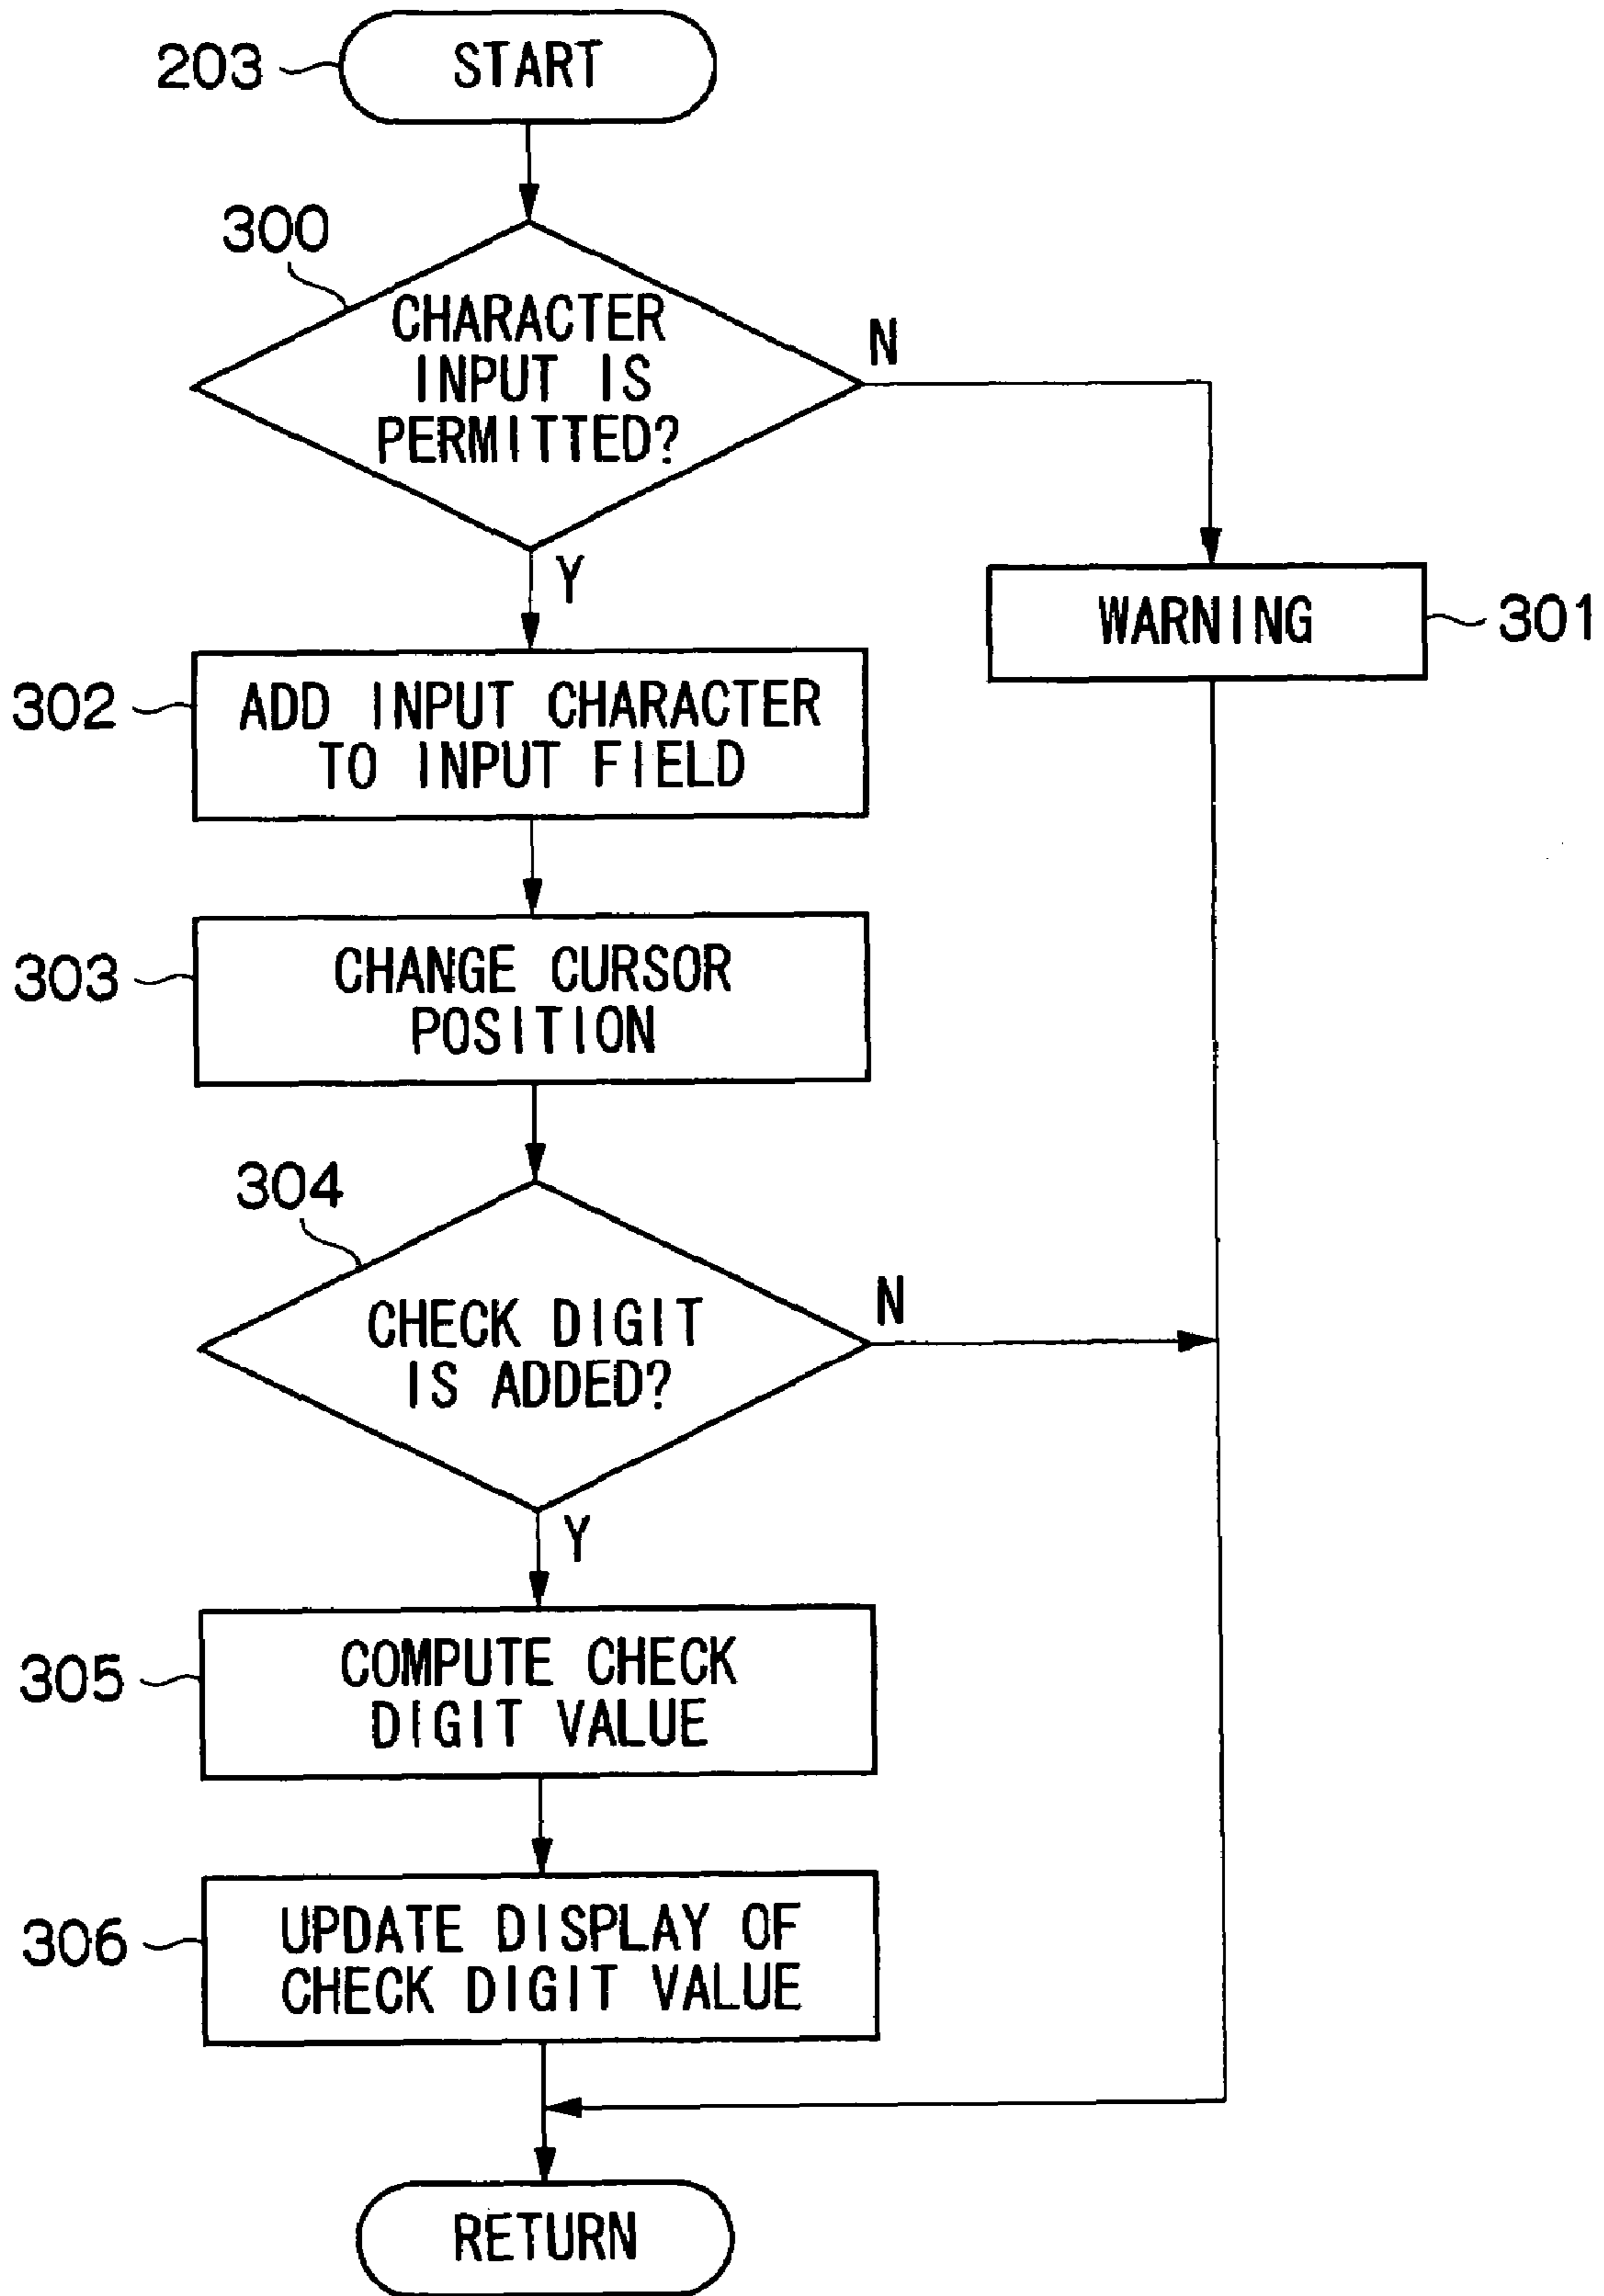 203
START
300
CHARACTER
INPUT IS
PERMITTED?
N
Y
WARNING
301
302
ADD INPUT CHARACTER
TO INPUT FIELD
303
CHANGE CURSOR
POSITION
304
CHECK DIGIT
IS ADDED?
N
Y
305
COMPUTE CHECK
DIGIT VALUE
306
UPDATE DISPLAY OF
CHECK DIGIT VALUE
RETURN